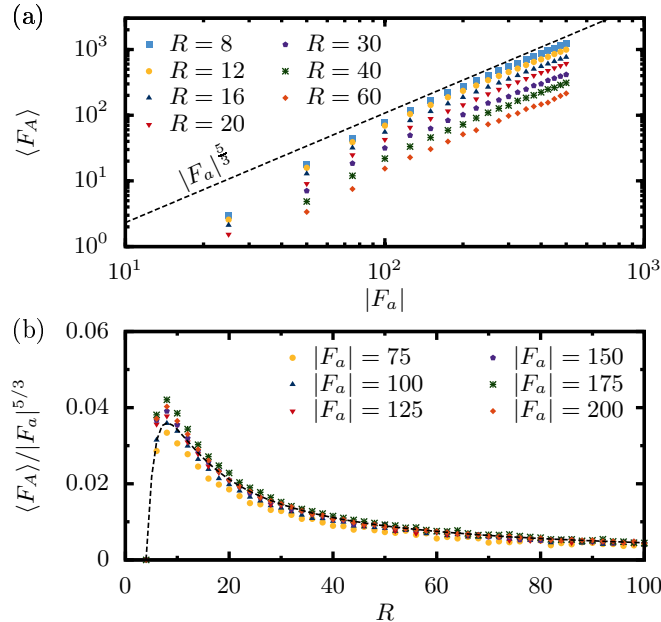 (a)
10^3
10^2
10^1
10^0
⟨F_A⟩
R = 8 R = 30
R = 12 R = 40
R = 16 R = 60
R = 20
|F_a|^{5/3}
10^1 10^2 10^3
|F_a|
(b)
0.06
0.04
0.02
0
⟨F_A⟩/|F_a|^{5/3}
|F_a| = 75 |F_a| = 150
|F_a| = 100 |F_a| = 175
|F_a| = 125 |F_a| = 200
0 20 40 60 80 100
R